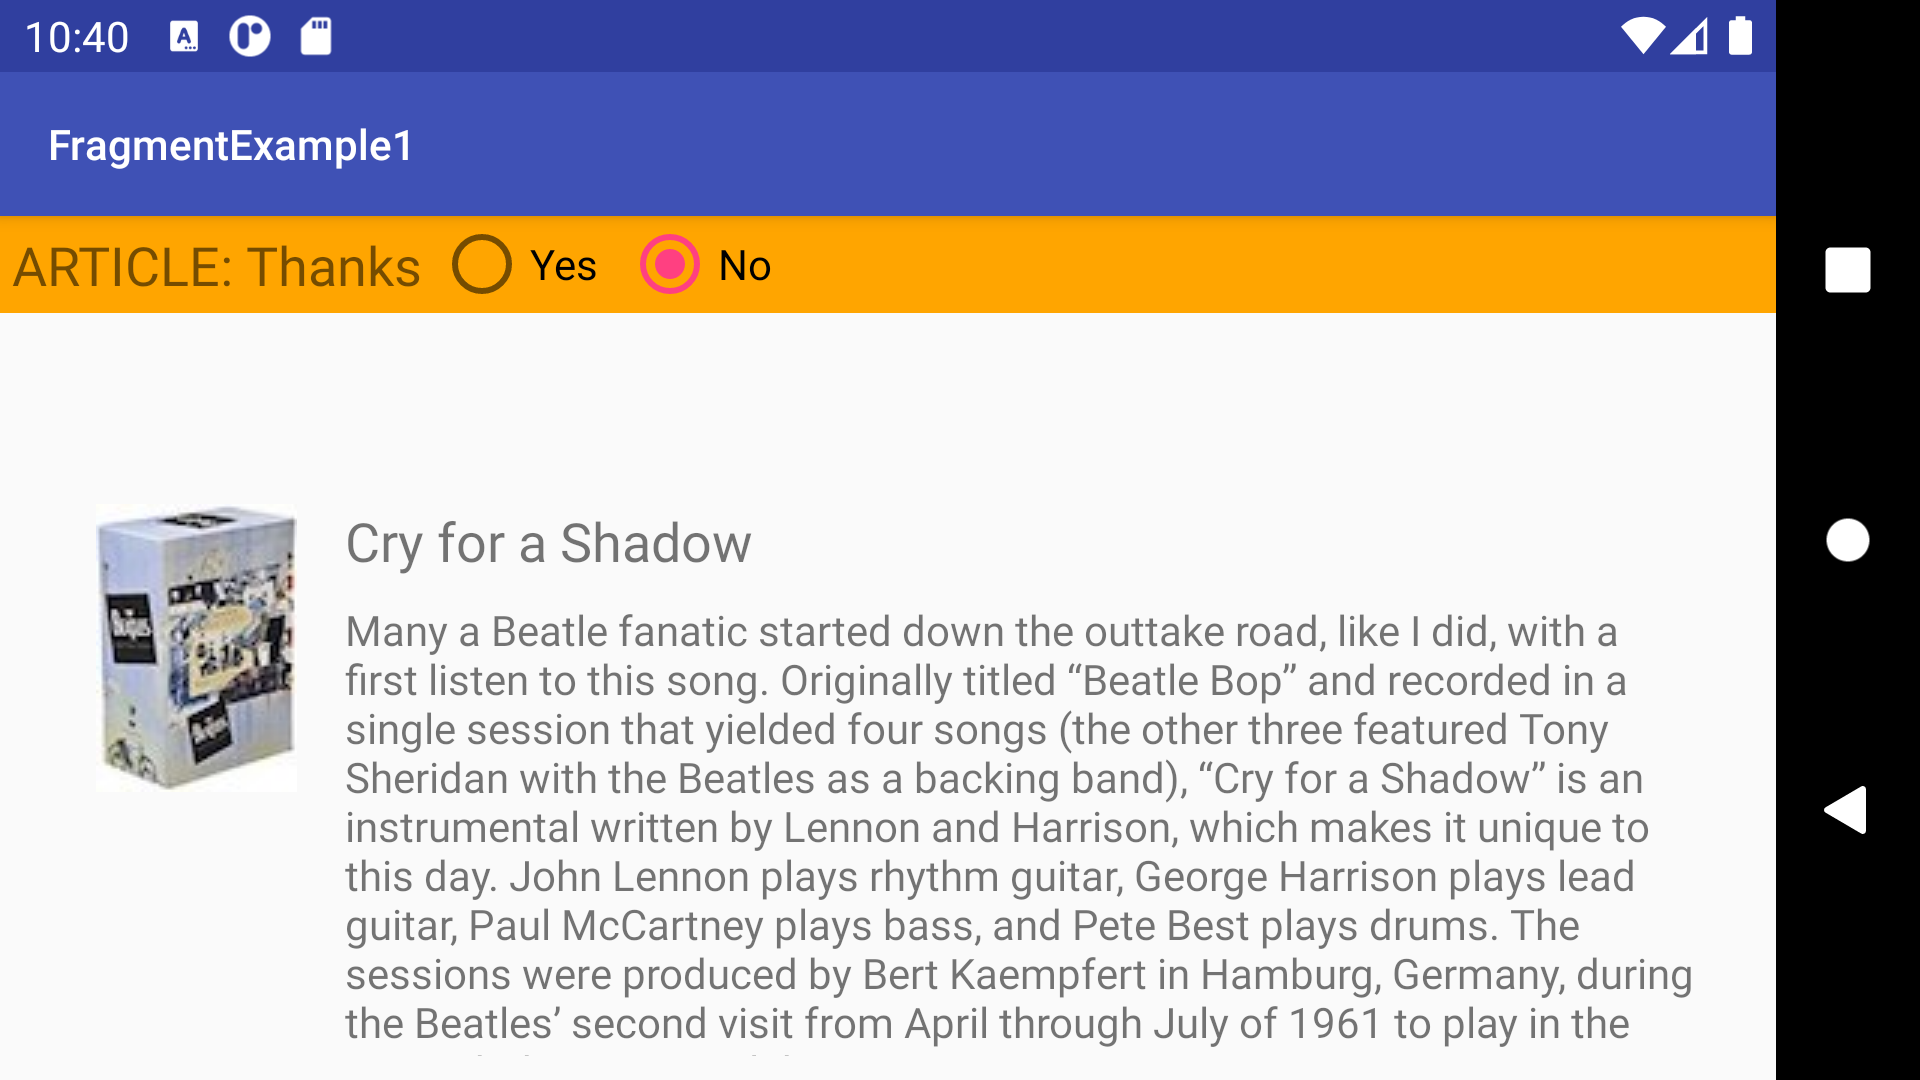 10:40
FragmentExample1
ARTICLE: Thanks Yes No
Cry for a Shadow
Many a Beatle fanatic started down the outtake road, like I did, with a
first listen to this song. Originally titled “Beatle Bop” and recorded in a
single session that yielded four songs (the other three featured Tony
Sheridan with the Beatles as a backing band), “Cry for a Shadow” is an
instrumental written by Lennon and Harrison, which makes it unique to
this day. John Lennon plays rhythm guitar, George Harrison plays lead
guitar, Paul McCartney plays bass, and Pete Best plays drums. The
sessions were produced by Bert Kaempfert in Hamburg, Germany, during
the Beatles’ second visit from April through July of 1961 to play in the